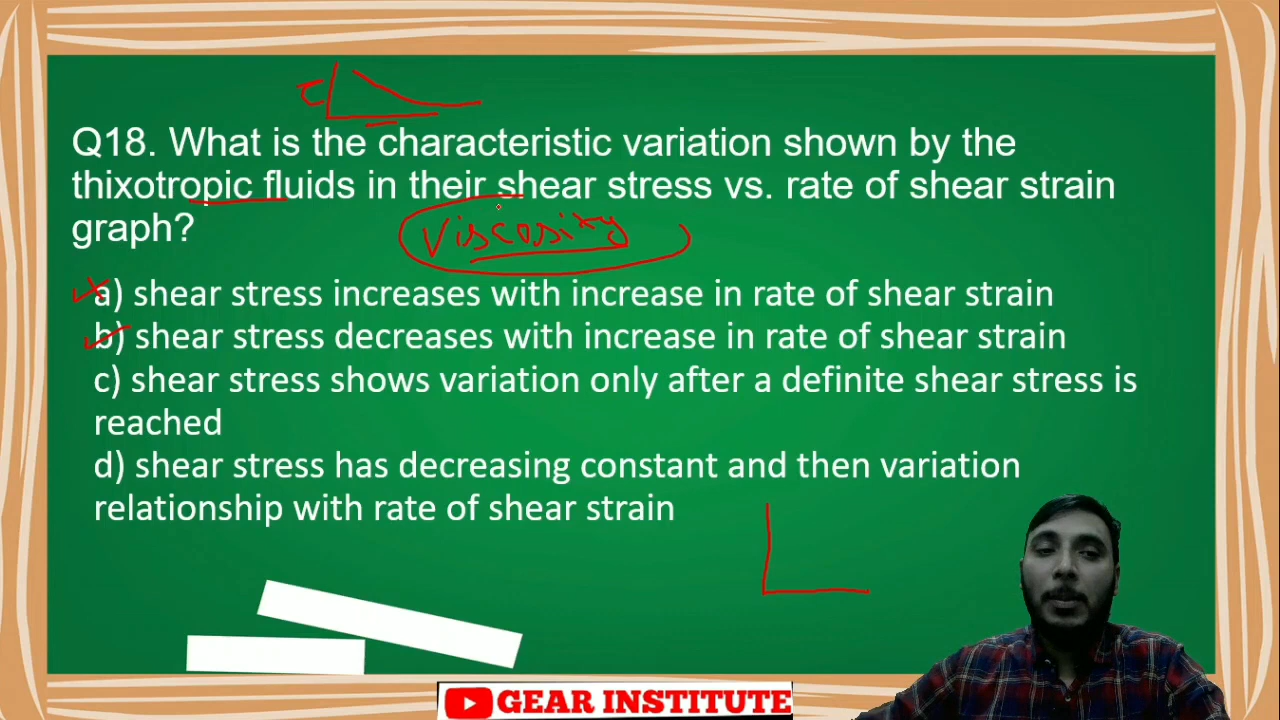 τ
Q18. What is the characteristic variation shown by the
thixotropic fluids in their shear stress vs. rate of shear strain
graph?
Viscosity
a) shear stress increases with increase in rate of shear strain
b) shear stress decreases with increase in rate of shear strain
c) shear stress shows variation only after a definite shear stress is
reached
d) shear stress has decreasing constant and then variation
relationship with rate of shear strain
GEAR INSTITUTE